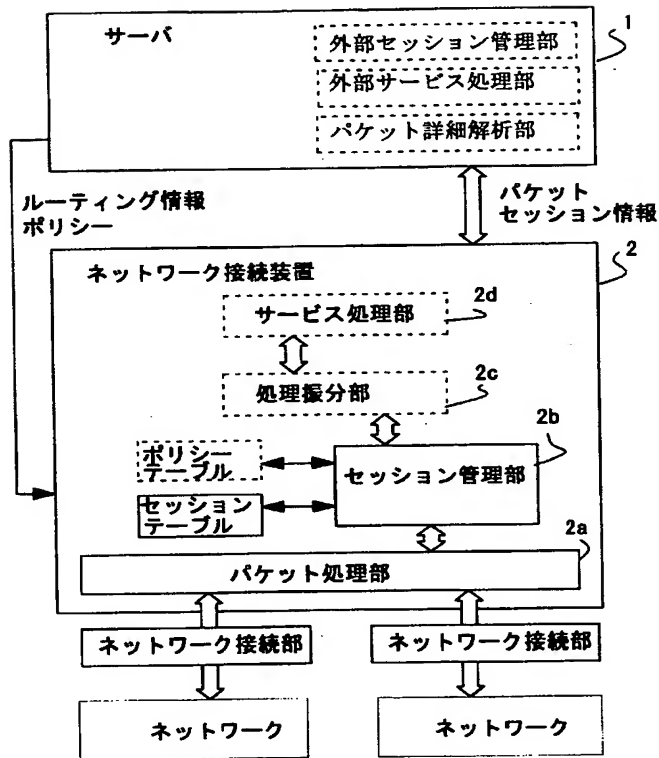 サーバ
1
外部セッション管理部
外部サービス処理部
パケット詳細解析部
ルーティング情報
ポリシー
パケット
セッション情報
2
ネットワーク接続装置
2d
サービス処理部
2c
処理振分部
2b
ポリシー
テーブル
セッション管理部
セッション
テーブル
2a
パケット処理部
ネットワーク接続部
ネットワーク接続部
ネットワーク
ネットワーク